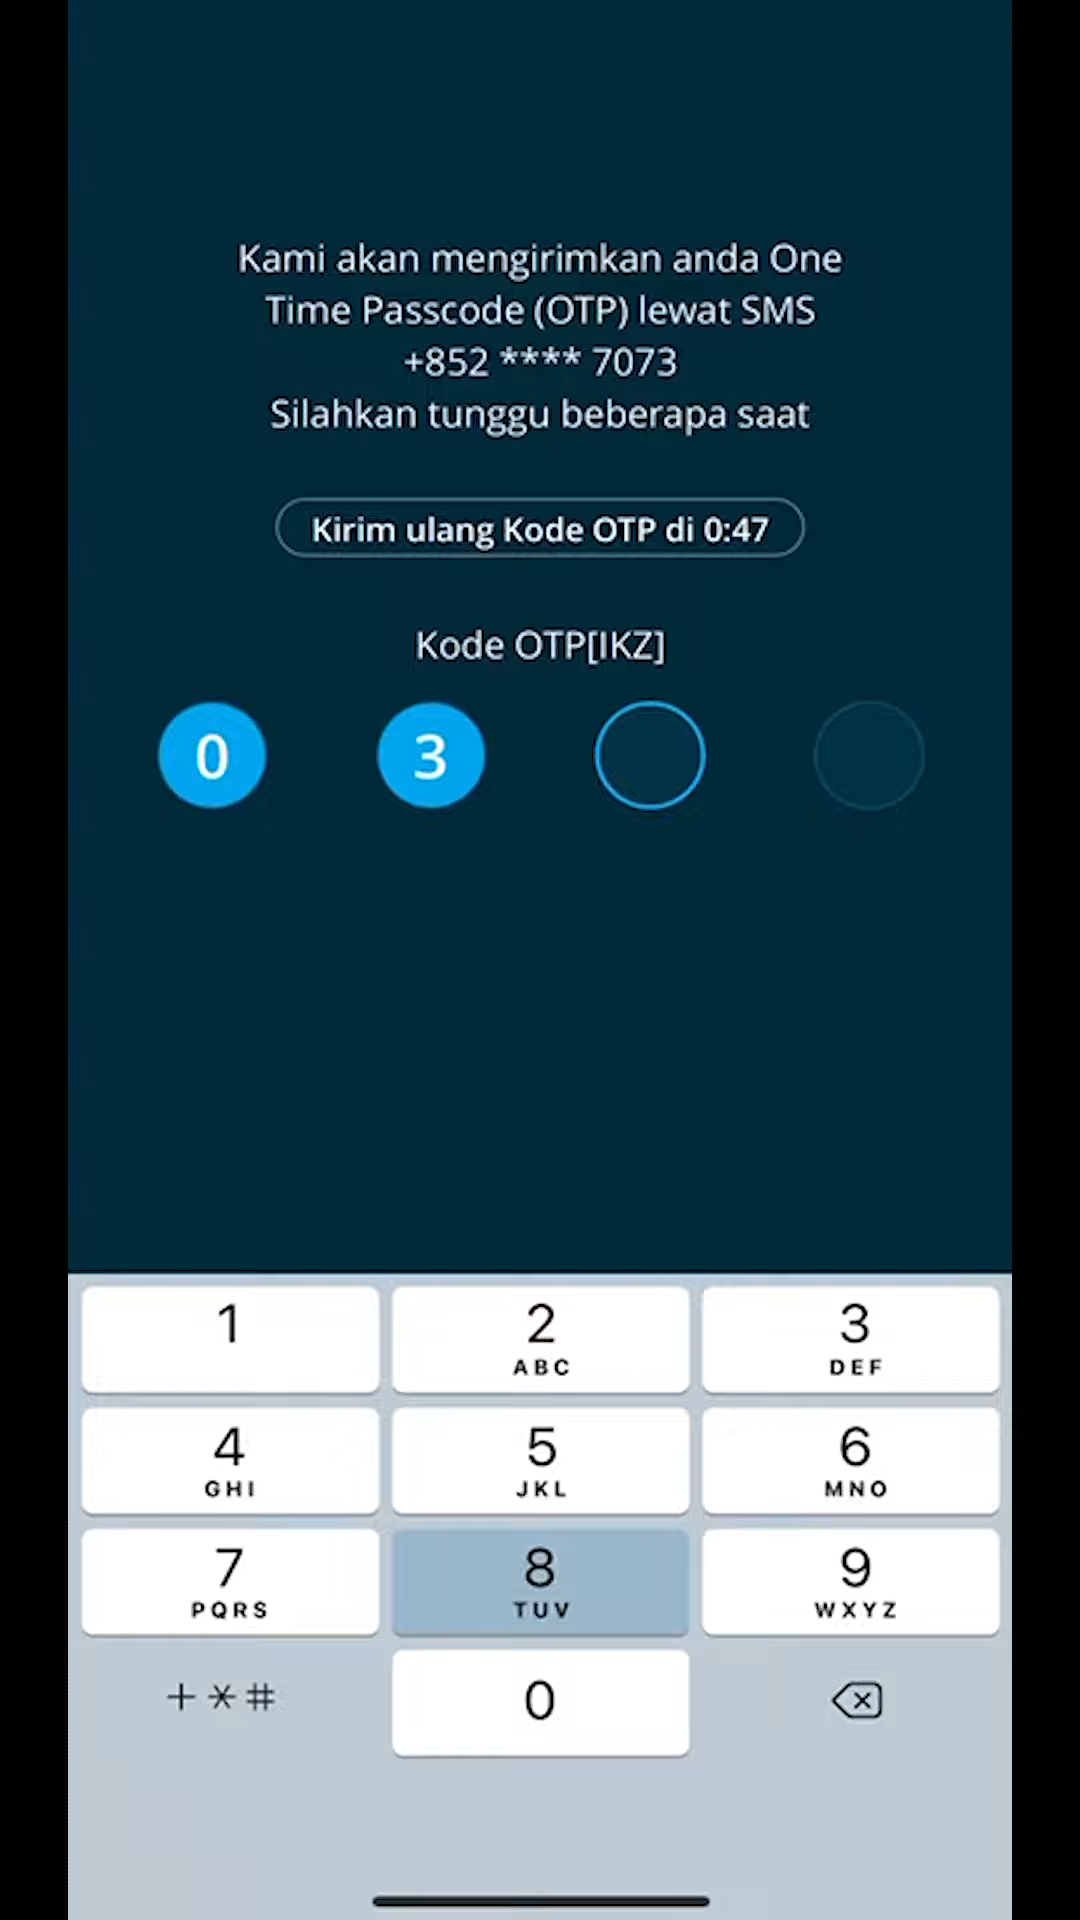 Kami akan mengirimkan anda One
Time Passcode (OTP) lewat SMS
+852 **** 7073
Silahkan tunggu beberapa saat
Kirim ulang Kode OTP di 0:47
Kode OTP[IKZ]
0 3
1 2 3
ABC DEF
4 5 6
GHI JKL MNO
7 8 9
PQRS TUV WXYZ
+*# 0